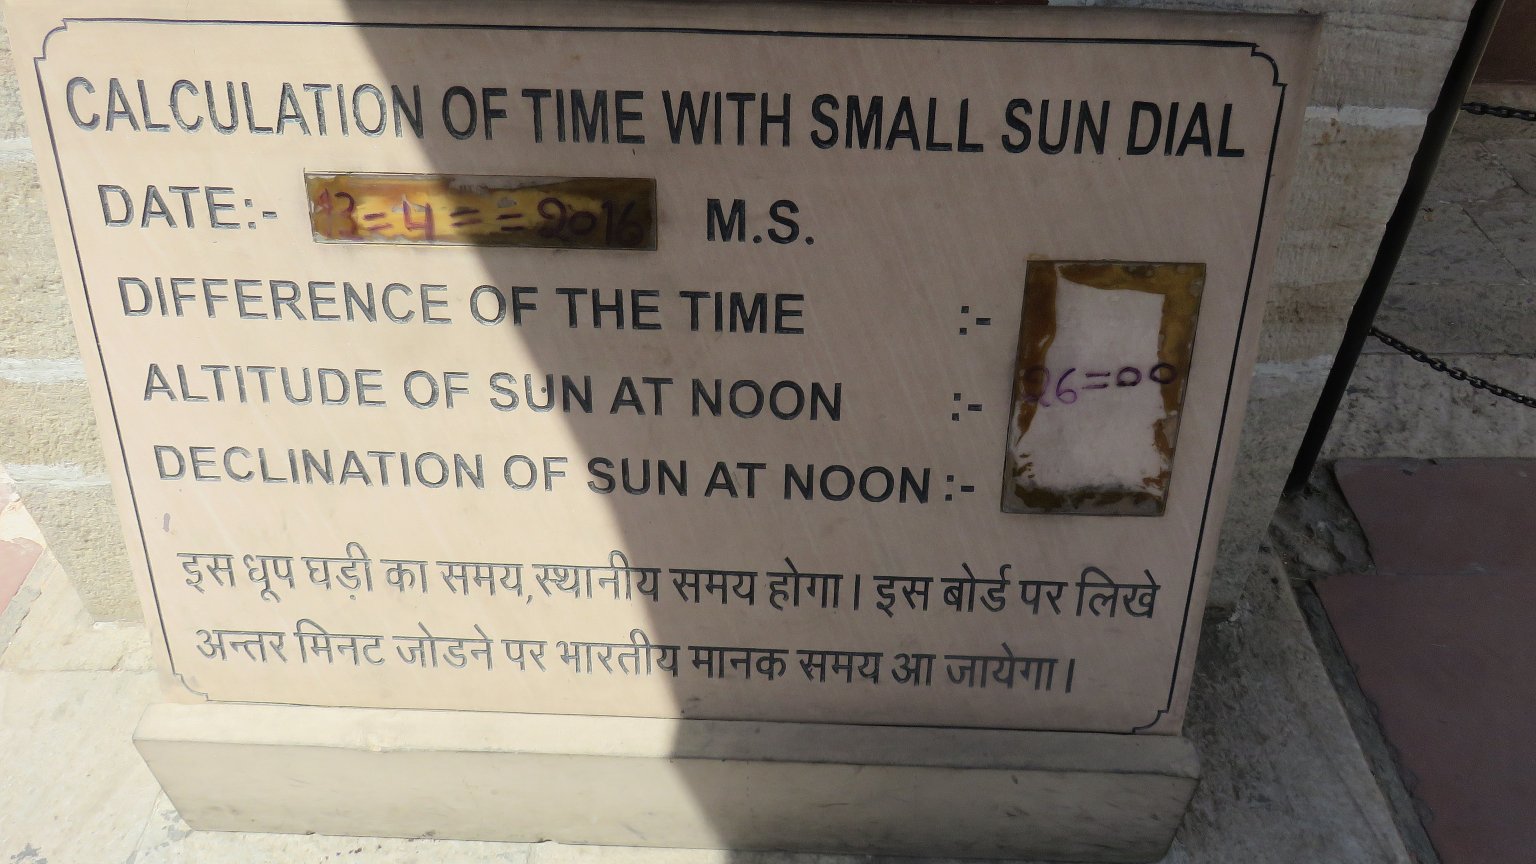 CALCULATION OF TIME WITH SMALL SUN DIAL
DATE:- 13=4==2016 M.S.
DIFFERENCE OF THE TIME :-
ALTITUDE OF SUN AT NOON :- 26=00
DECLINATION OF SUN AT NOON :-
इस धूप घड़ी का समय,स्थानीय समय होगा। इस बोर्ड पर लिखे
अन्तर मिनट जोडने पर भारतीय मानक समय आ जायेगा।